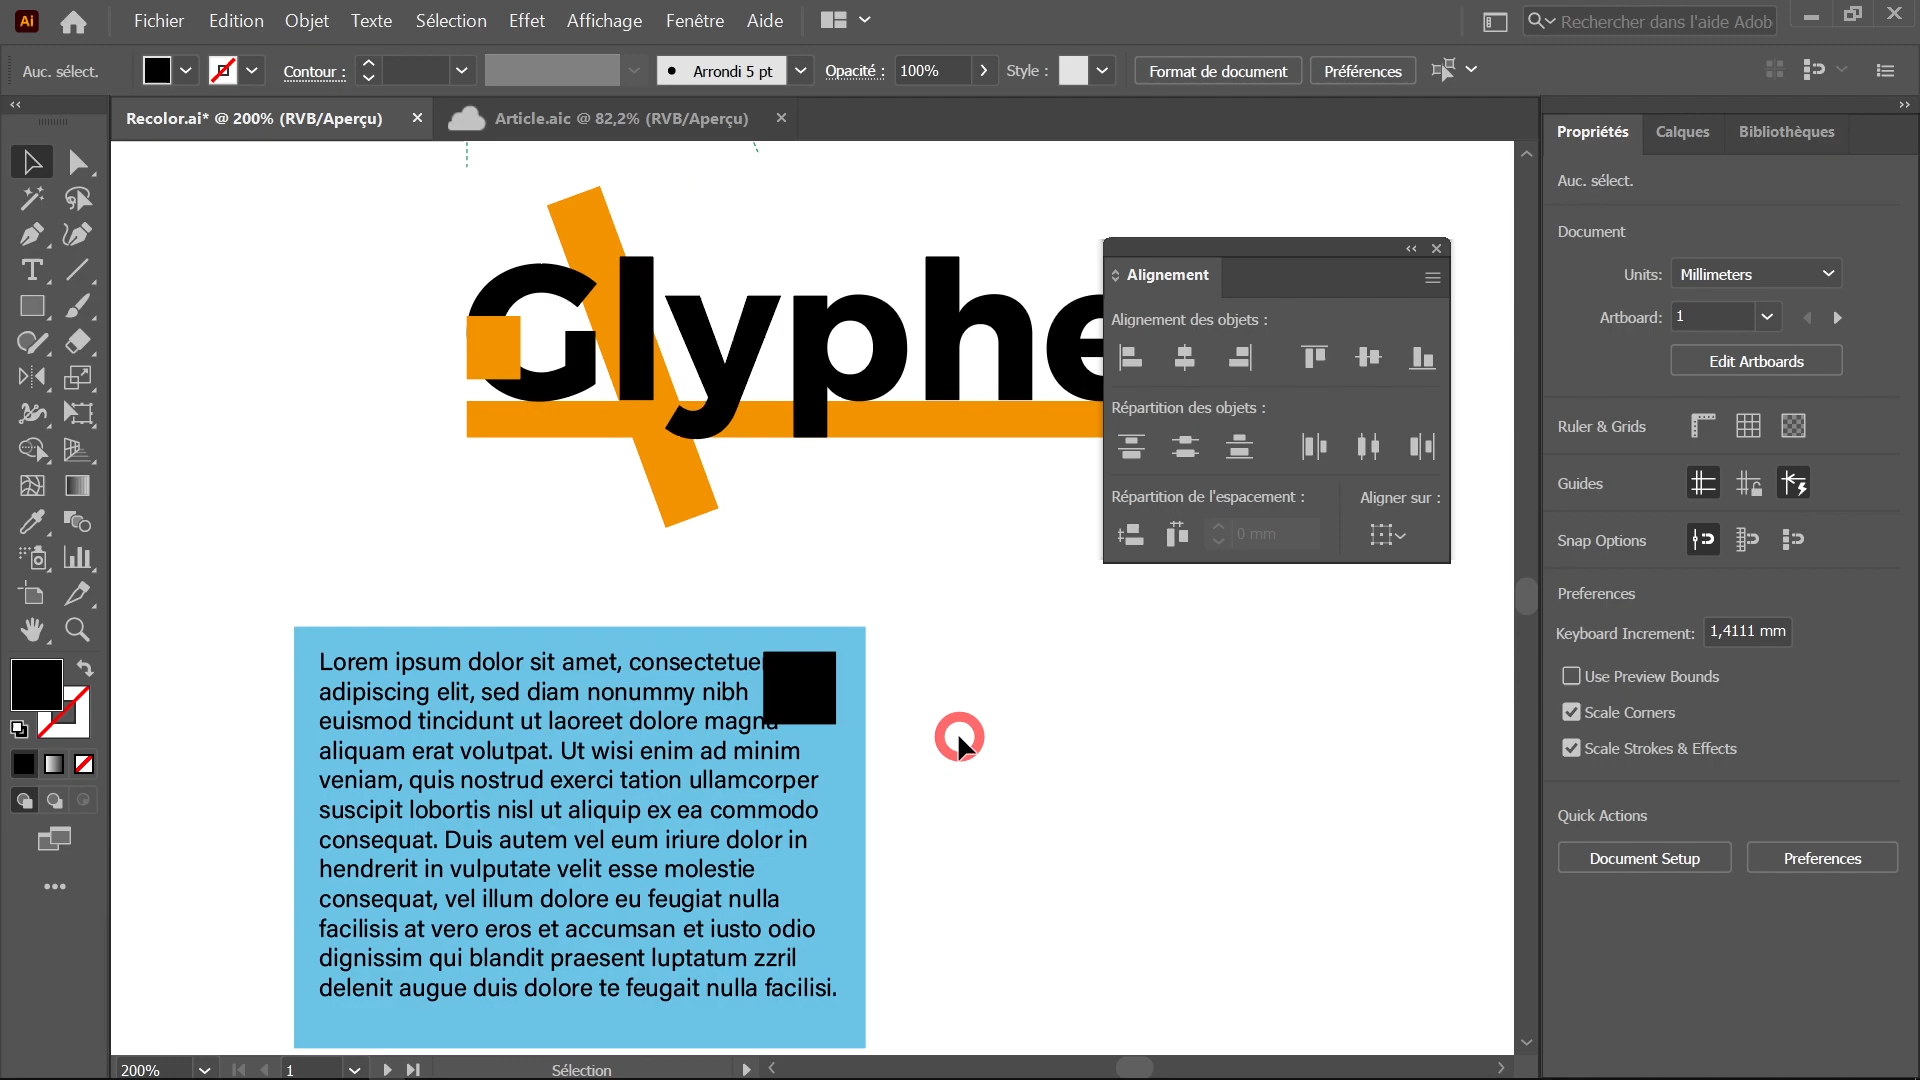 Ai
Fichier Edition Objet Texte Sélection Effet Affichage Fenêtre Aide
Rechercher dans l'aide Adob
Auc. sélect.
Contour :
Arrondi 5 pt
Opacité : 100%
Style :
Format de document
Préférences
Recolor.ai* @ 200% (RVB/Aperçu)
Article.aic @ 82,2% (RVB/Aperçu)
Glyphe
Lorem ipsum dolor sit amet, consectetue
adipiscing elit, sed diam nonummy nibh
euismod tincidunt ut laoreet dolore magna
aliquam erat volutpat. Ut wisi enim ad minim
veniam, quis nostrud exerci tation ullamcorper
suscipit lobortis nisl ut aliquip ex ea commodo
consequat. Duis autem vel eum iriure dolor in
hendrerit in vulputate velit esse molestie
consequat, vel illum dolore eu feugiat nulla
facilisis at vero eros et accumsan et iusto odio
dignissim qui blandit praesent luptatum zzril
delenit augue duis dolore te feugait nulla facilisi.
Alignement
Alignement des objets :
Répartition des objets :
Répartition de l'espacement :
Aligner sur :
0 mm
Propriétés Calques Bibliothèques
Auc. sélect.
Document
Units: Millimeters
Artboard: 1
Edit Artboards
Ruler & Grids
Guides
Snap Options
Preferences
Keyboard Increment: 1,4111 mm
Use Preview Bounds
Scale Corners
Scale Strokes & Effects
Quick Actions
Document Setup
Preferences
200%
1
Sélection